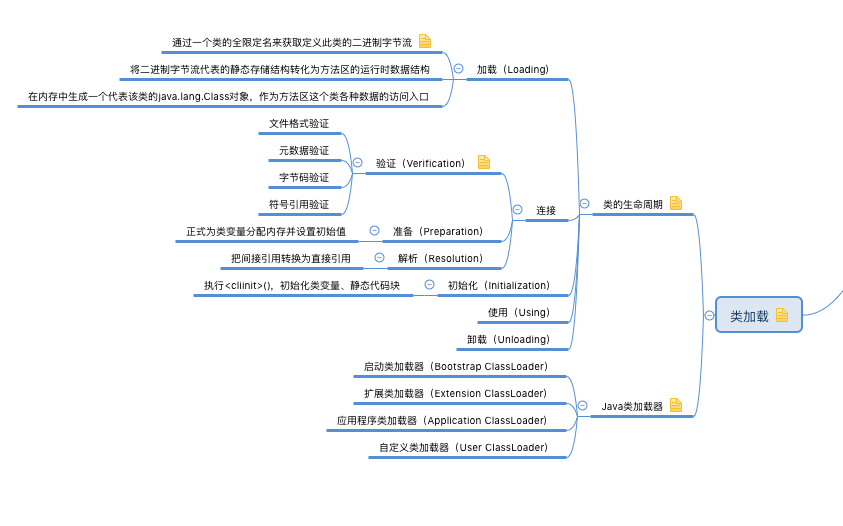 通过一个类的全限定名来获取定义此类的二进制字节流
将二进制字节流代表的静态存储结构转化为方法区的运行时数据结构
加载（Loading）
在内存中生成一个代表该类的java.lang.Class对象，作为方法区这个类各种数据的访问入口
文件格式验证
元数据验证
验证（Verification）
字节码验证
符号引用验证
类的生命周期
连接
正式为类变量分配内存并设置初始值
准备（Preparation）
把间接引用转换为直接引用
解析（Resolution）
执行<cliinit>()，初始化类变量、静态代码块
初始化（Initialization）
使用（Using）
类加载
卸载（Unloading）
启动类加载器（Bootstrap ClassLoader）
扩展类加载器（Extension ClassLoader）
Java类加载器
应用程序类加载器（Application ClassLoader）
自定义类加载器（User ClassLoader）